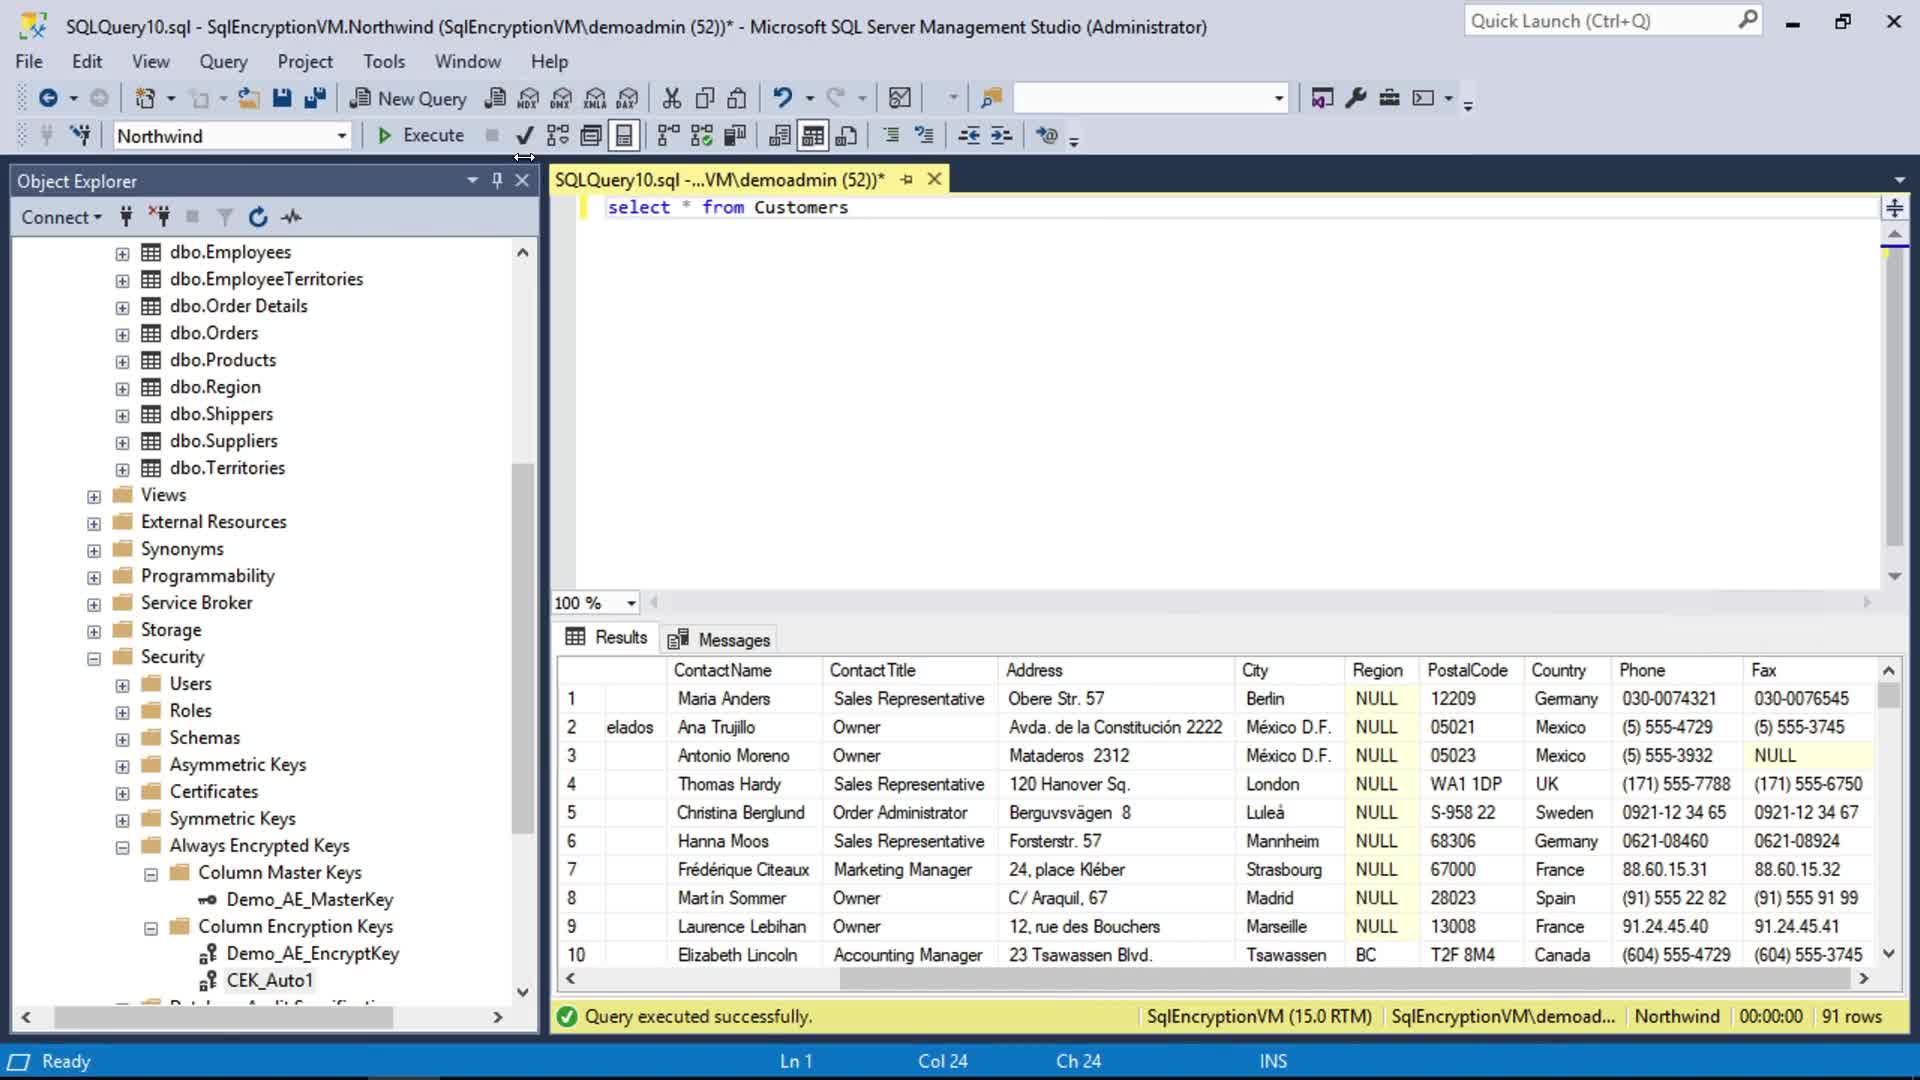 SQLQuery10.sql - SqlEncryptionVM.Northwind (SqlEncryptionVM\demoadmin (52))* - Microsoft SQL Server Management Studio (Administrator)
Quick Launch (Ctrl+Q)
File Edit View Query Project Tools Window Help
New Query MDX DMX XMLA DAX
Northwind Execute
Object Explorer
SQLQuery10.sql -...VM\demoadmin (52))*
Connect
select * from Customers
dbo.Employees
dbo.EmployeeTerritories
dbo.Order Details
dbo.Orders
dbo.Products
dbo.Region
dbo.Shippers
dbo.Suppliers
dbo.Territories
Views
External Resources
Synonyms
Programmability
Service Broker
Storage
Security
Users
Roles
Schemas
Asymmetric Keys
Certificates
Symmetric Keys
Always Encrypted Keys
Column Master Keys
Demo_AE_MasterKey
Column Encryption Keys
Demo_AE_EncryptKey
CEK_Auto1
100 %
Results Messages
ContactName ContactTitle Address City Region PostalCode Country Phone Fax
1 Maria Anders Sales Representative Obere Str. 57 Berlin NULL 12209 Germany 030-0074321 030-0076545
2 elados Ana Trujillo Owner Avda. de la Constitución 2222 México D.F. NULL 05021 Mexico (5) 555-4729 (5) 555-3745
3 Antonio Moreno Owner Mataderos 2312 México D.F. NULL 05023 Mexico (5) 555-3932 NULL
4 Thomas Hardy Sales Representative 120 Hanover Sq. London NULL WA1 1DP UK (171) 555-7788 (171) 555-6750
5 Christina Berglund Order Administrator Berguvsvägen 8 Luleå NULL S-958 22 Sweden 0921-12 34 65 0921-12 34 67
6 Hanna Moos Sales Representative Forsterstr. 57 Mannheim NULL 68306 Germany 0621-08460 0621-08924
7 Frédérique Citeaux Marketing Manager 24, place Kléber Strasbourg NULL 67000 France 88.60.15.31 88.60.15.32
8 Martín Sommer Owner C/ Araquil, 67 Madrid NULL 28023 Spain (91) 555 22 82 (91) 555 91 99
9 Laurence Lebihan Owner 12, rue des Bouchers Marseille NULL 13008 France 91.24.45.40 91.24.45.41
10 Elizabeth Lincoln Accounting Manager 23 Tsawassen Blvd. Tsawassen BC T2F 8M4 Canada (604) 555-4729 (604) 555-3745
Query executed successfully. SqlEncryptionVM (15.0 RTM) SqlEncryptionVM\demoad... Northwind 00:00:00 91 rows
Ready Ln 1 Col 24 Ch 24 INS